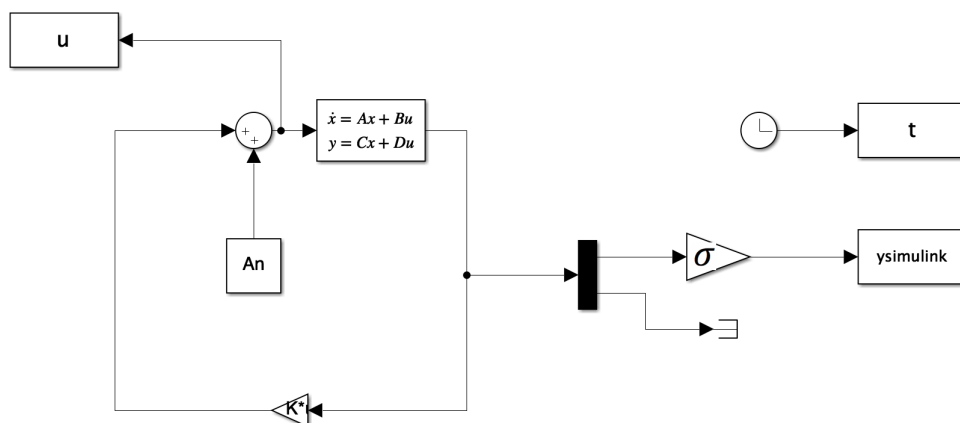 u
+
+
ẋ = Ax + Bu
y = Cx + Du
t
An
σ
ysimulink
K*